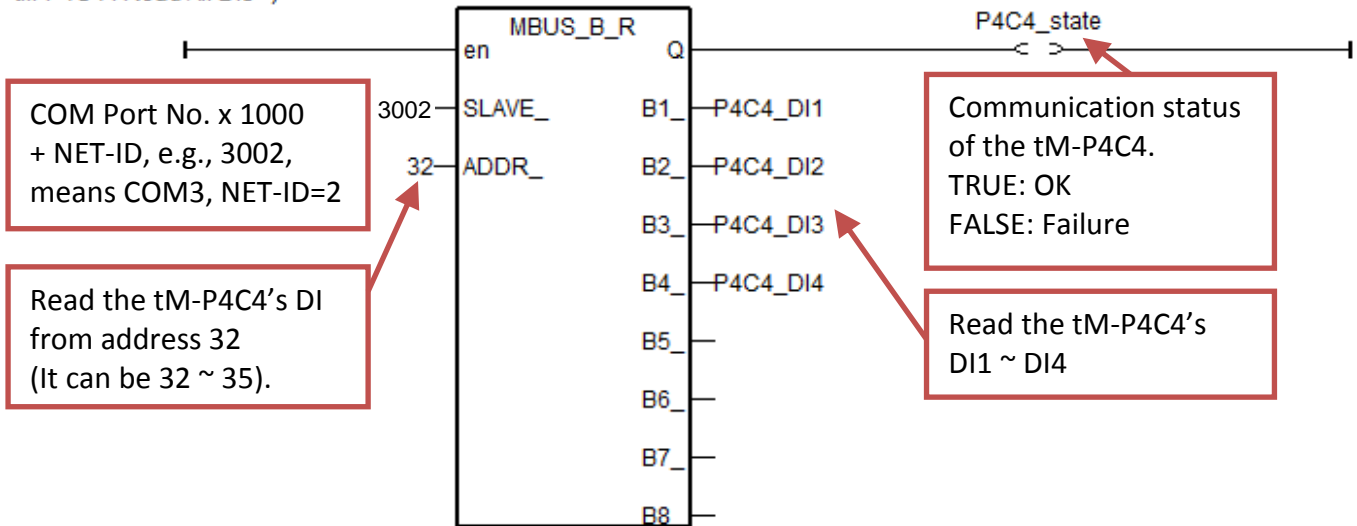 MBUS_B_R
P4C4_state
en
Q
COM Port No. x 1000
+ NET-ID, e.g., 3002,
means COM3, NET-ID=2
3002
SLAVE_
B1_
P4C4_DI1
32
ADDR_
B2_
P4C4_DI2
B3_
P4C4_DI3
B4_
P4C4_DI4
B5_
B6_
B7_
B8
Communication status
of the tM-P4C4.
TRUE: OK
FALSE: Failure
Read the tM-P4C4’s DI
from address 32
(It can be 32 ~ 35).
Read the tM-P4C4’s
DI1 ~ DI4